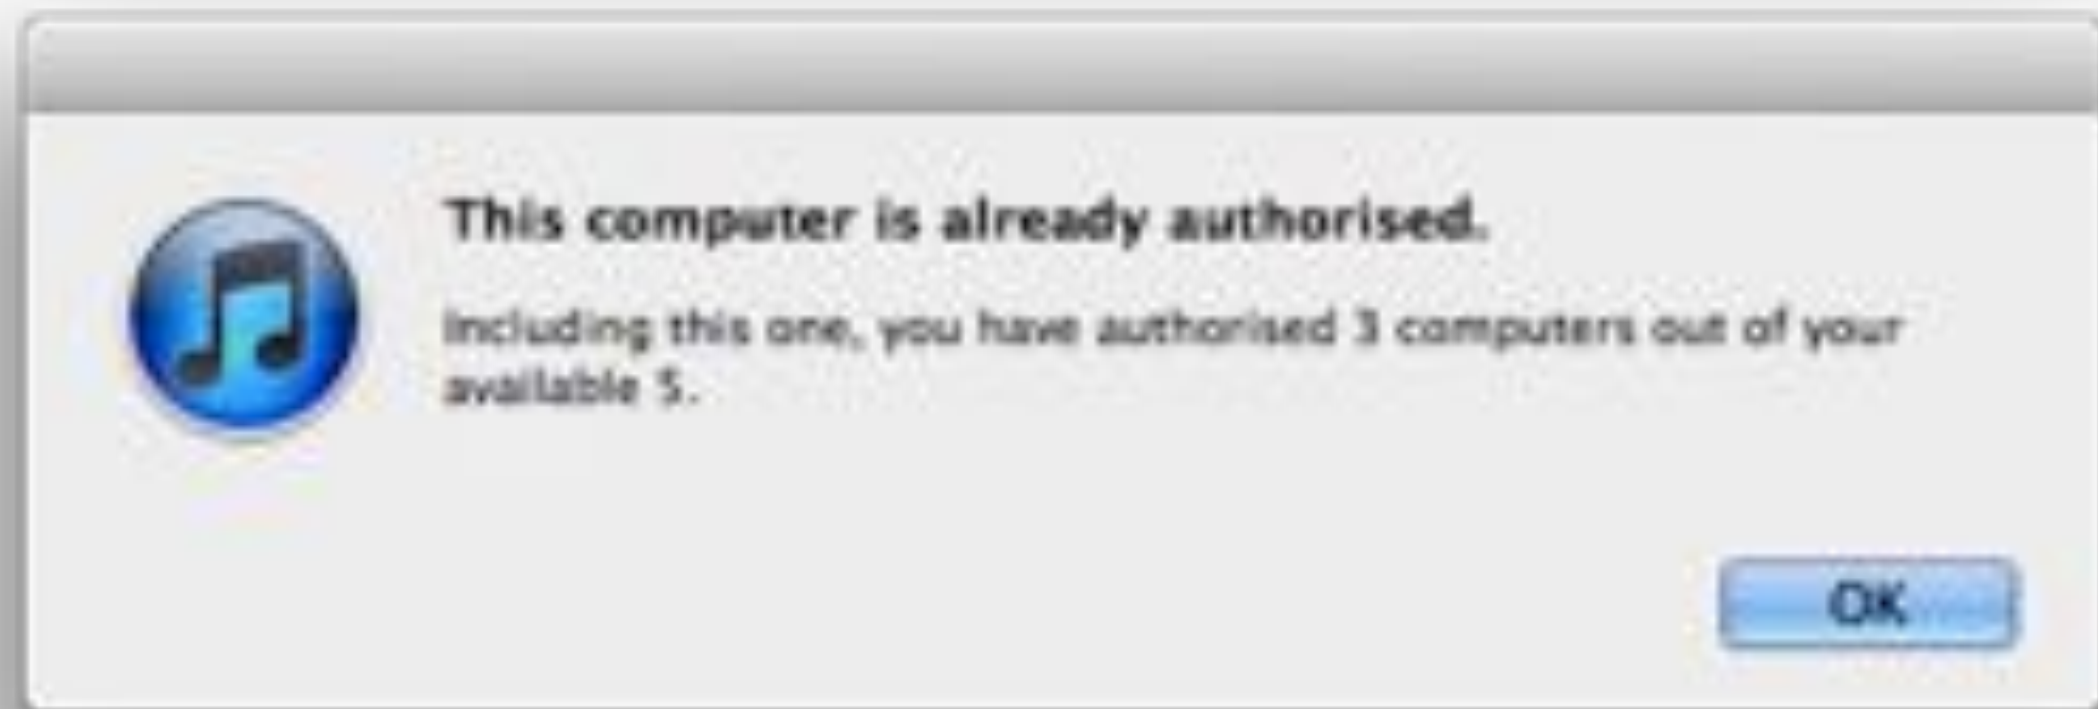 This computer is already authorised.
Including this one, you have authorised 3 computers out of your
available 5.
OK